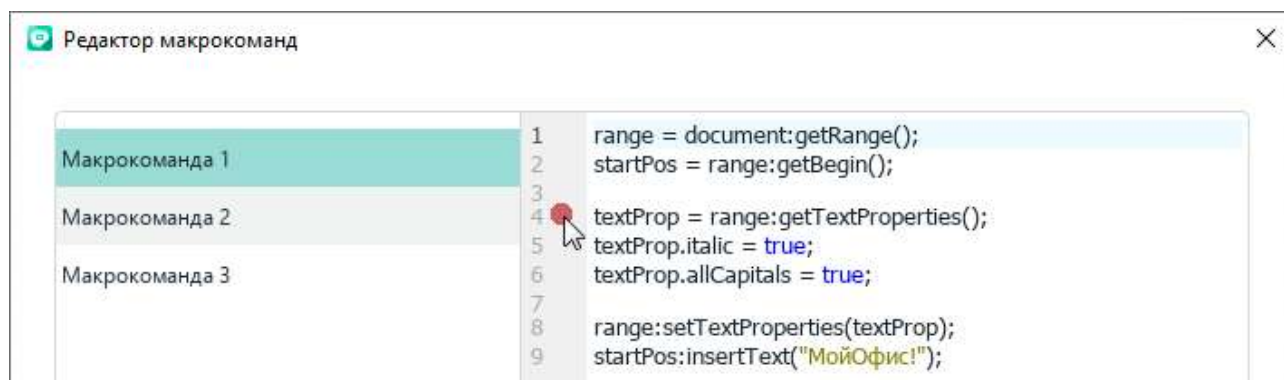 Редактор макрокоманд
Макрокоманда 1
Макрокоманда 2
Макрокоманда 3
1 range = document:getRange();
2 startPos = range:getBegin();
3
4 textProp = range:getTextProperties();
5 textProp.italic = true;
6 textProp.allCapitals = true;
7
8 range:setTextProperties(textProp);
9 startPos:insertText("МойОфис!");